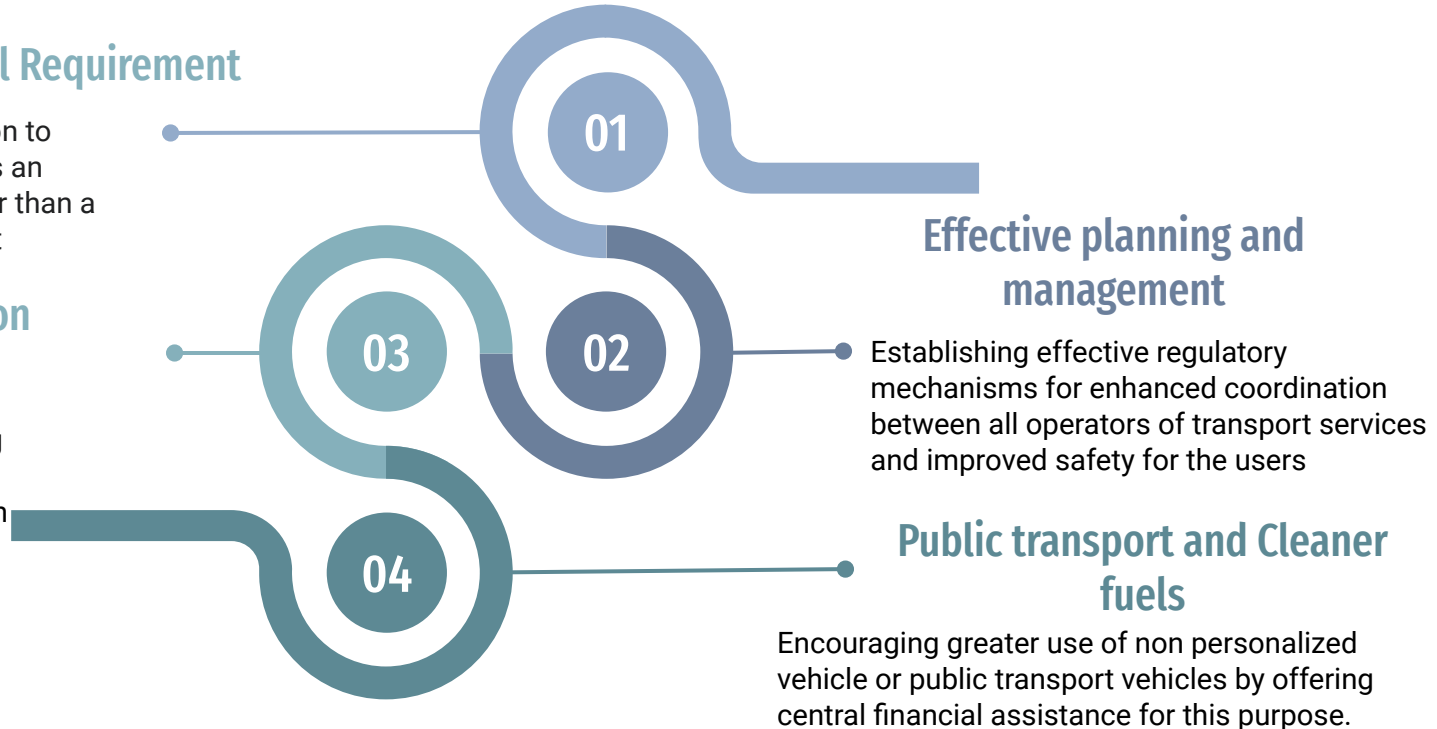 l Requirement
on to
s an
r than a
:
01
Effective planning and
management
Establishing effective regulatory
mechanisms for enhanced coordination
between all operators of transport services
and improved safety for the users
02
on
g
n
03
Public transport and Cleaner
fuels
Encouraging greater use of non personalized
vehicle or public transport vehicles by offering
central financial assistance for this purpose.
04